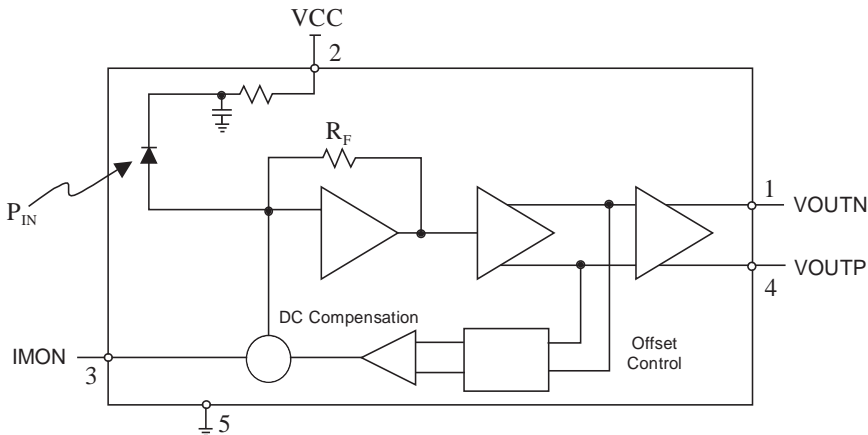 VCC
2
R_F
P_IN
1
VOUTN
VOUTP
4
DC Compensation
IMON
3
Offset
Control
5